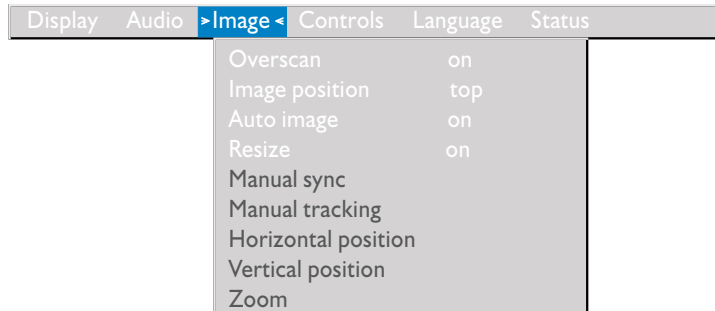 Display Audio >Image< Controls Language Status
Overscan on
Image position top
Auto image on
Resize on
Manual sync
Manual tracking
Horizontal position
Vertical position
Zoom